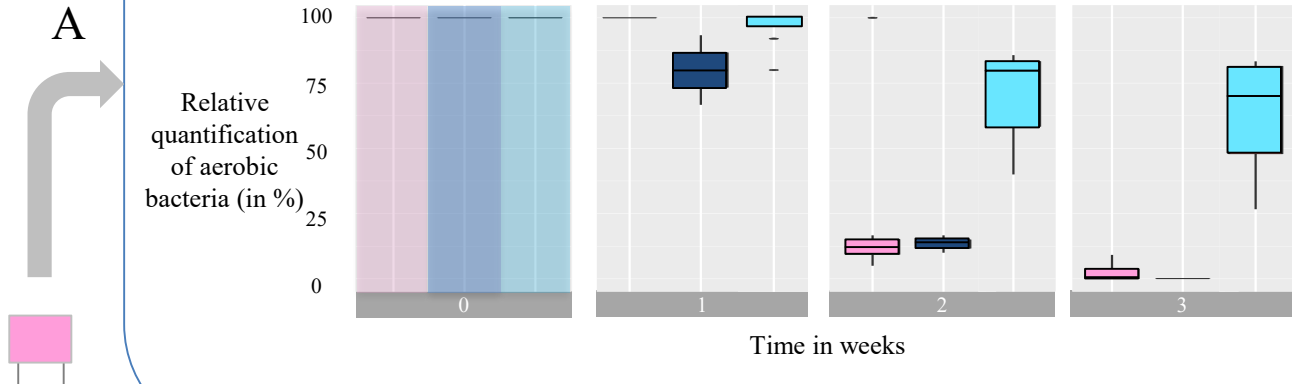 A
Relative
quantification
of aerobic
bacteria (in %)
100
75
50
25
0
0
1
2
3
Time in weeks